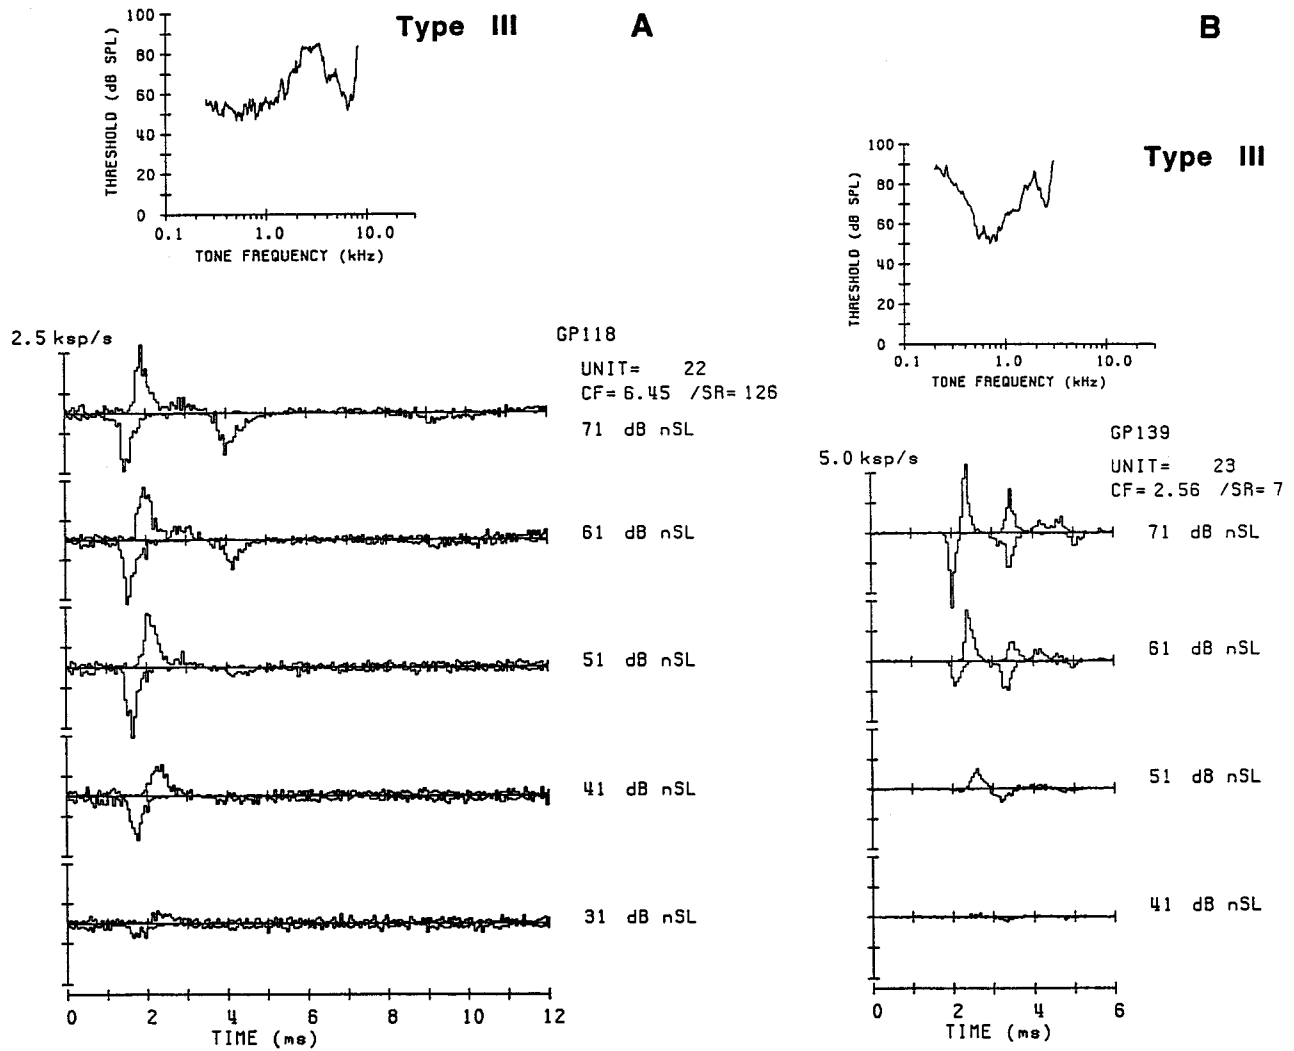 Type III
A
100
80
60
40
20
0
THRESHOLD (dB SPL)
0.1 1.0 10.0
TONE FREQUENCY (kHz)
2.5 ksp/s
GP118
UNIT= 22
CF= 6.45 /SR= 126
71 dB nSL
61 dB nSL
51 dB nSL
41 dB nSL
31 dB nSL
0 2 4 6 8 10 12
TIME (ms)
B
Type III
100
80
60
40
20
0
THRESHOLD (dB SPL)
0.1 1.0 10.0
TONE FREQUENCY (kHz)
5.0 ksp/s
GP139
UNIT= 23
CF= 2.56 /SR= 7
71 dB nSL
61 dB nSL
51 dB nSL
41 dB nSL
0 2 4 6
TIME (ms)